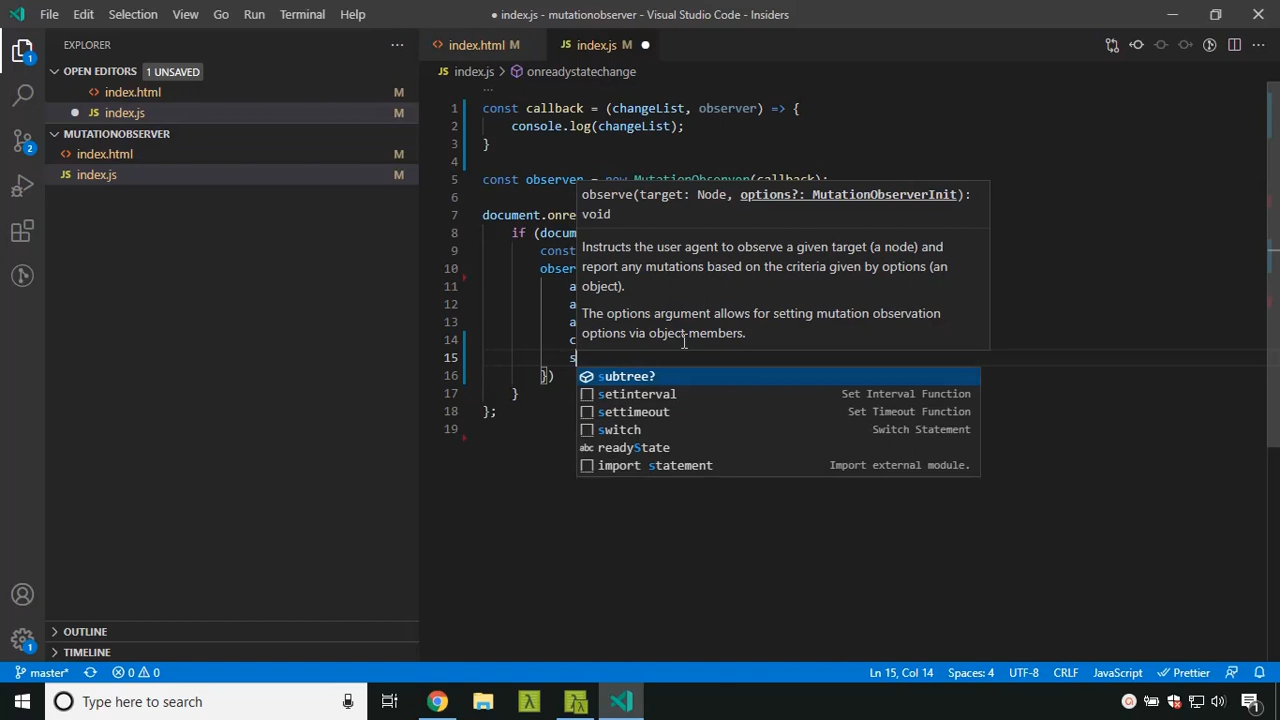 File Edit Selection View Go Run Terminal Help
● index.js - mutationobserver - Visual Studio Code - Insiders
EXPLORER
OPEN EDITORS 1 UNSAVED
index.html M
JS index.js M
MUTATIONOBSERVER
index.html M
JS index.js M
OUTLINE
TIMELINE
1
2
1
index.html M
JS index.js M
JS index.js > onreadystatechange
1 const callback = (changeList, observer) => {
2 console.log(changeList);
3 }
4
5 const observer = new MutationObserver(callback);
6
7 document.onre
8 if (docum
9 const
10 obser
11 a
12 a
13 a
14 c
15 s
16 })
17 }
18 };
19
observe(target: Node, options?: MutationObserverInit):
void
Instructs the user agent to observe a given target (a node) and
report any mutations based on the criteria given by options (an
object).
The options argument allows for setting mutation observation
options via object members.
subtree?
setinterval Set Interval Function
settimeout Set Timeout Function
switch Switch Statement
abc readyState
import statement Import external module.
master* 0 0 Ln 15, Col 14 Spaces: 4 UTF-8 CRLF JavaScript Prettier
Type here to search
1